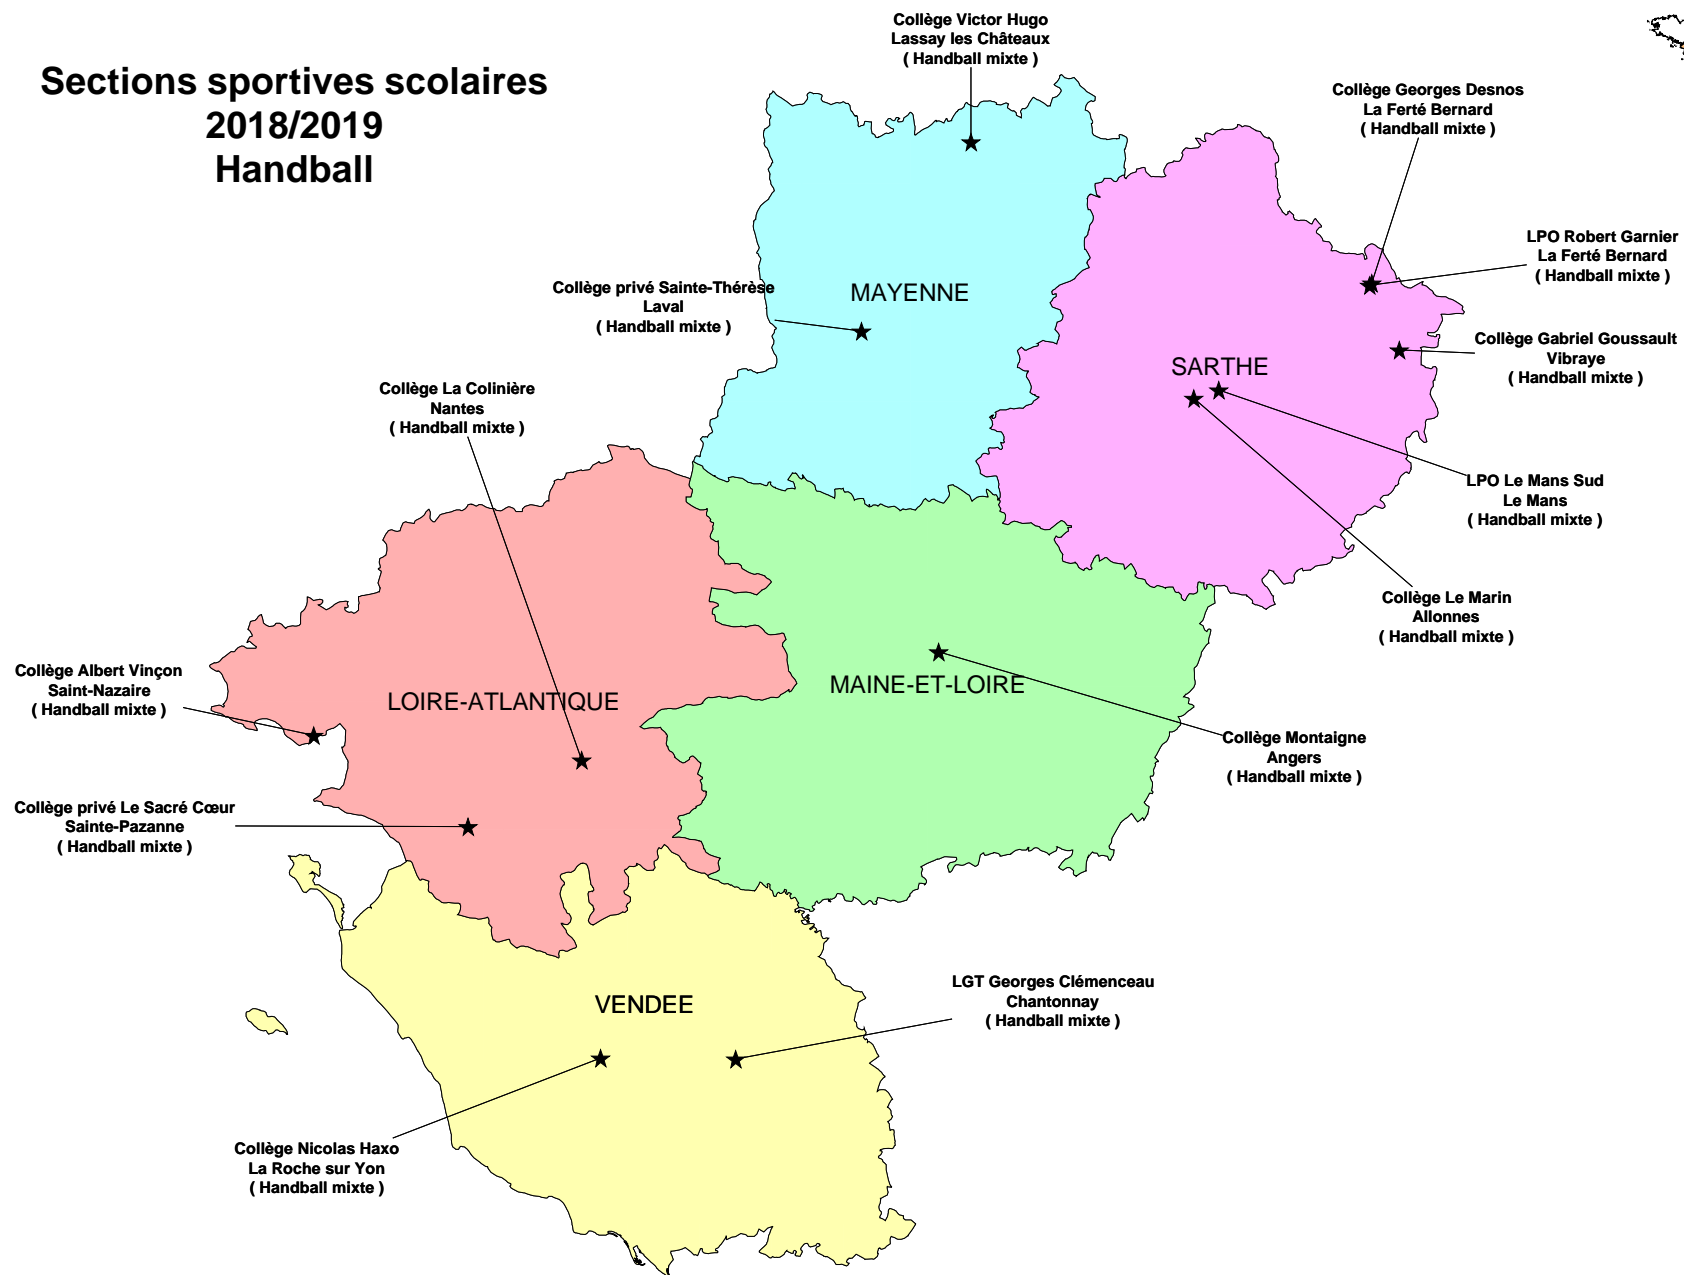 Sections sportives scolaires
2018/2019
Handball
Collège Victor Hugo
Lassay les Châteaux
( Handball mixte )
Collège Georges Desnos
La Ferté Bernard
( Handball mixte )
LPO Robert Garnier
La Ferté Bernard
( Handball mixte )
Collège privé Sainte-Thérèse
Laval
( Handball mixte )
MAYENNE
Collège Gabriel Goussault
Vibraye
( Handball mixte )
SARTHE
Collège La Colinière
Nantes
( Handball mixte )
LPO Le Mans Sud
Le Mans
( Handball mixte )
Collège Le Marin
Allonnes
( Handball mixte )
Collège Albert Vinçon
Saint-Nazaire
( Handball mixte )
LOIRE-ATLANTIQUE
MAINE-ET-LOIRE
Collège Montaigne
Angers
( Handball mixte )
Collège privé Le Sacré Cœur
Sainte-Pazanne
( Handball mixte )
LGT Georges Clémenceau
Chantonnay
( Handball mixte )
VENDEE
Collège Nicolas Haxo
La Roche sur Yon
( Handball mixte )